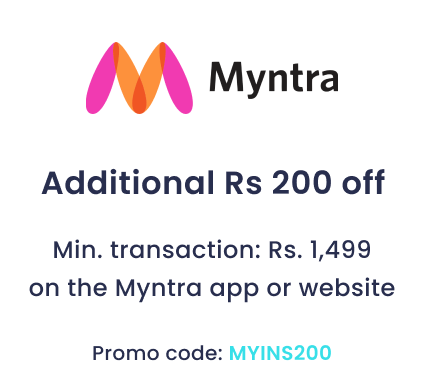 Myntra
Additional Rs 200 off
Min. transaction: Rs. 1,499
on the Myntra app or website
Promo code: MYINS200